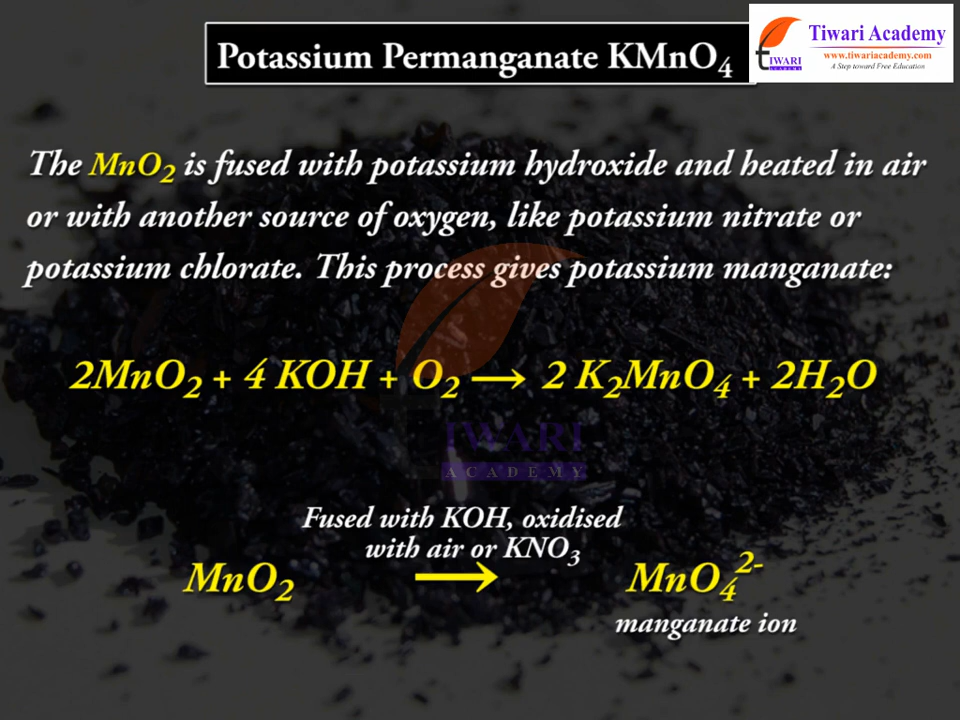 Potassium Permanganate KMnO₄
Tiwari Academy
www.tiwariacademy.com
A Step toward Free Education
TIWARI
ACADEMY
The MnO₂ is fused with potassium hydroxide and heated in air
or with another source of oxygen, like potassium nitrate or
potassium chlorate. This process gives potassium manganate:
2MnO₂ + 4 KOH + O₂ ⟶ 2 K₂MnO₄ + 2H₂O
IWARI
ACADEMY
Fused with KOH, oxidised
with air or KNO₃
MnO₂ ⟶ MnO₄²⁻
manganate ion